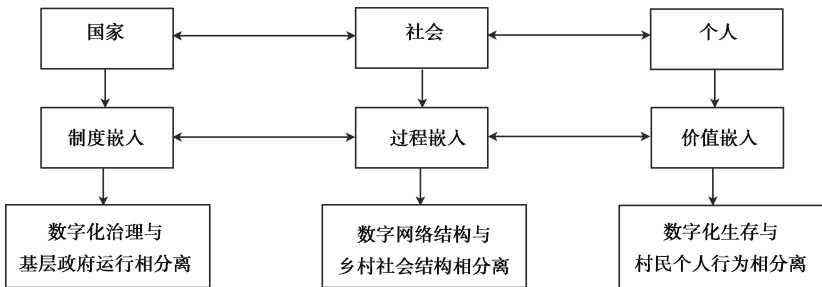 国家
社会
个人
制度嵌入
过程嵌入
价值嵌入
数字化治理与
基层政府运行相分离
数字网络结构与
乡村社会结构相分离
数字化生存与
村民个人行为相分离